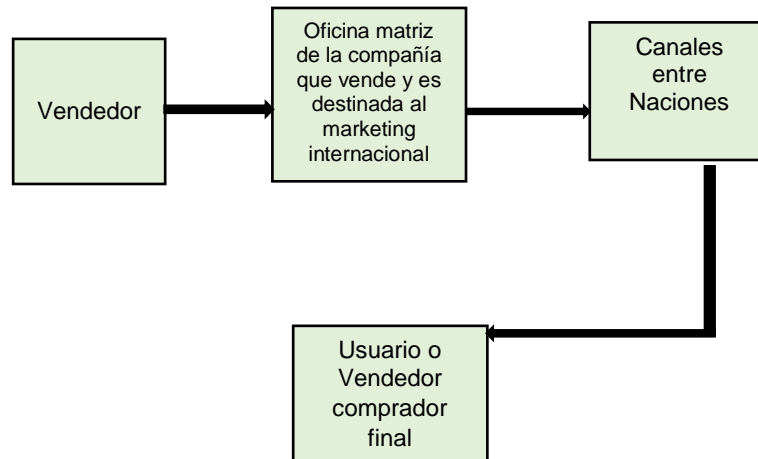 Vendedor
Oficina matriz
de la compañía
que vende y es
destinada al
marketing
internacional
Canales
entre
Naciones
Usuario o
Vendedor
comprador
final